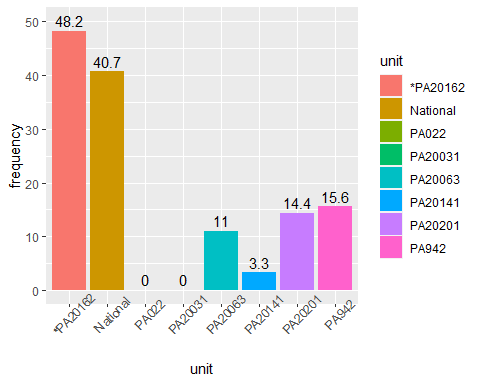 frequency
50
40
30
20
10
0
48.2
40.7
0
0
11
3.3
14.4
15.6
*PA20162
National
PA022
PA20031
PA20063
PA20141
PA20201
PA942
unit
unit
*PA20162
National
PA022
PA20031
PA20063
PA20141
PA20201
PA942